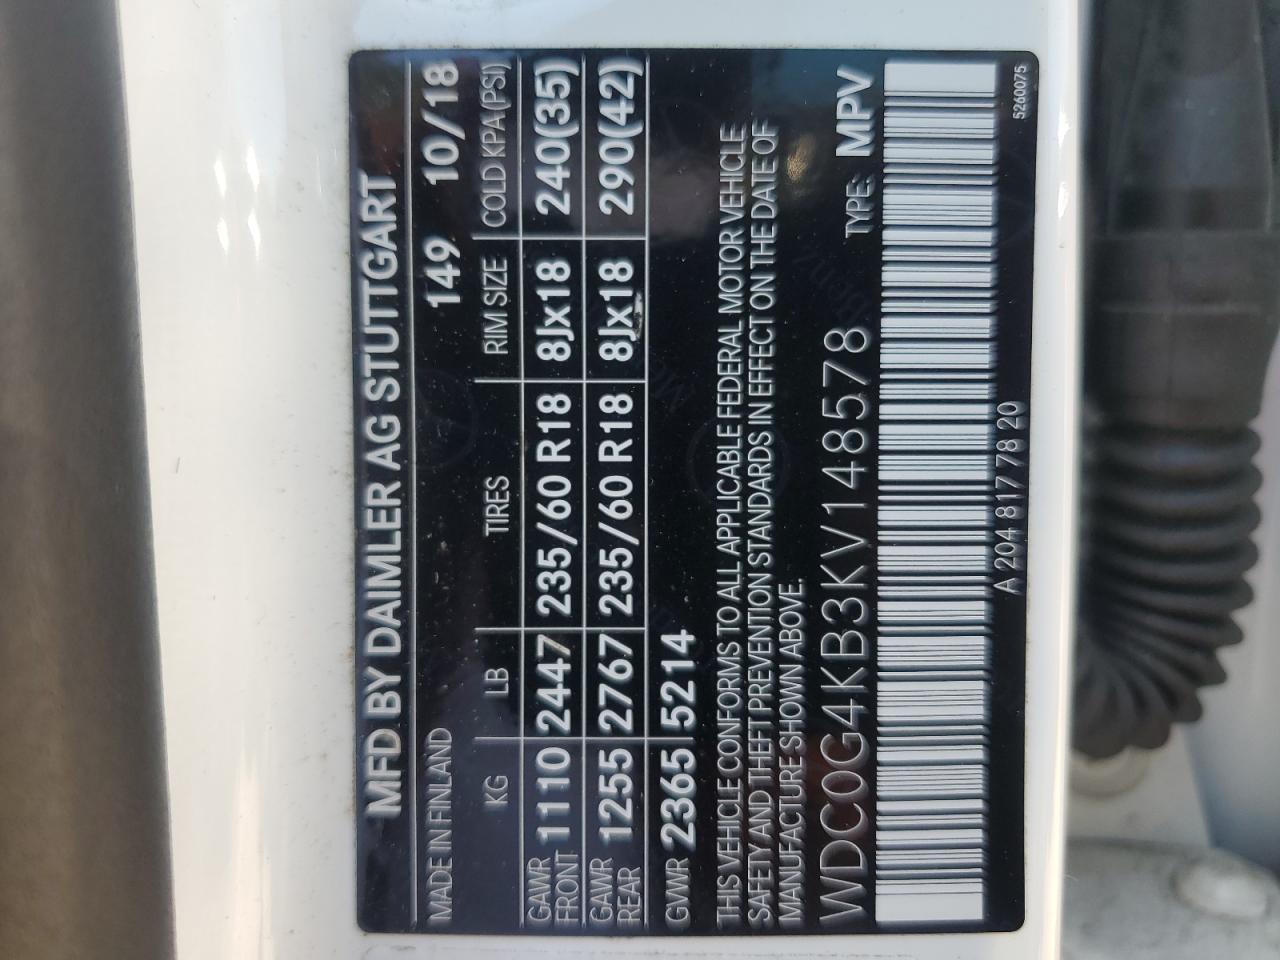 MFD BY DAIMLER AG STUTTGART
MADE IN FINLAND 149 10/18
KG LB TIRES RIM SIZE COLD KPA(PSI)
GAWR FRONT 1110 2447 235/60 R18 8Jx18 240(35)
GAWR REAR 1255 2767 235/60 R18 8Jx18 290(42)
GVWR 2365 5214
THIS VEHICLE CONFORMS TO ALL APPLICABLE FEDERAL MOTOR VEHICLE
SAFETY AND THEFT PREVENTION STANDARDS IN EFFECT ON THE DATE OF
MANUFACTURE SHOWN ABOVE.
WDC0G4KB3KV148578 TYPE: MPV
A 204 817 78 20
5260075